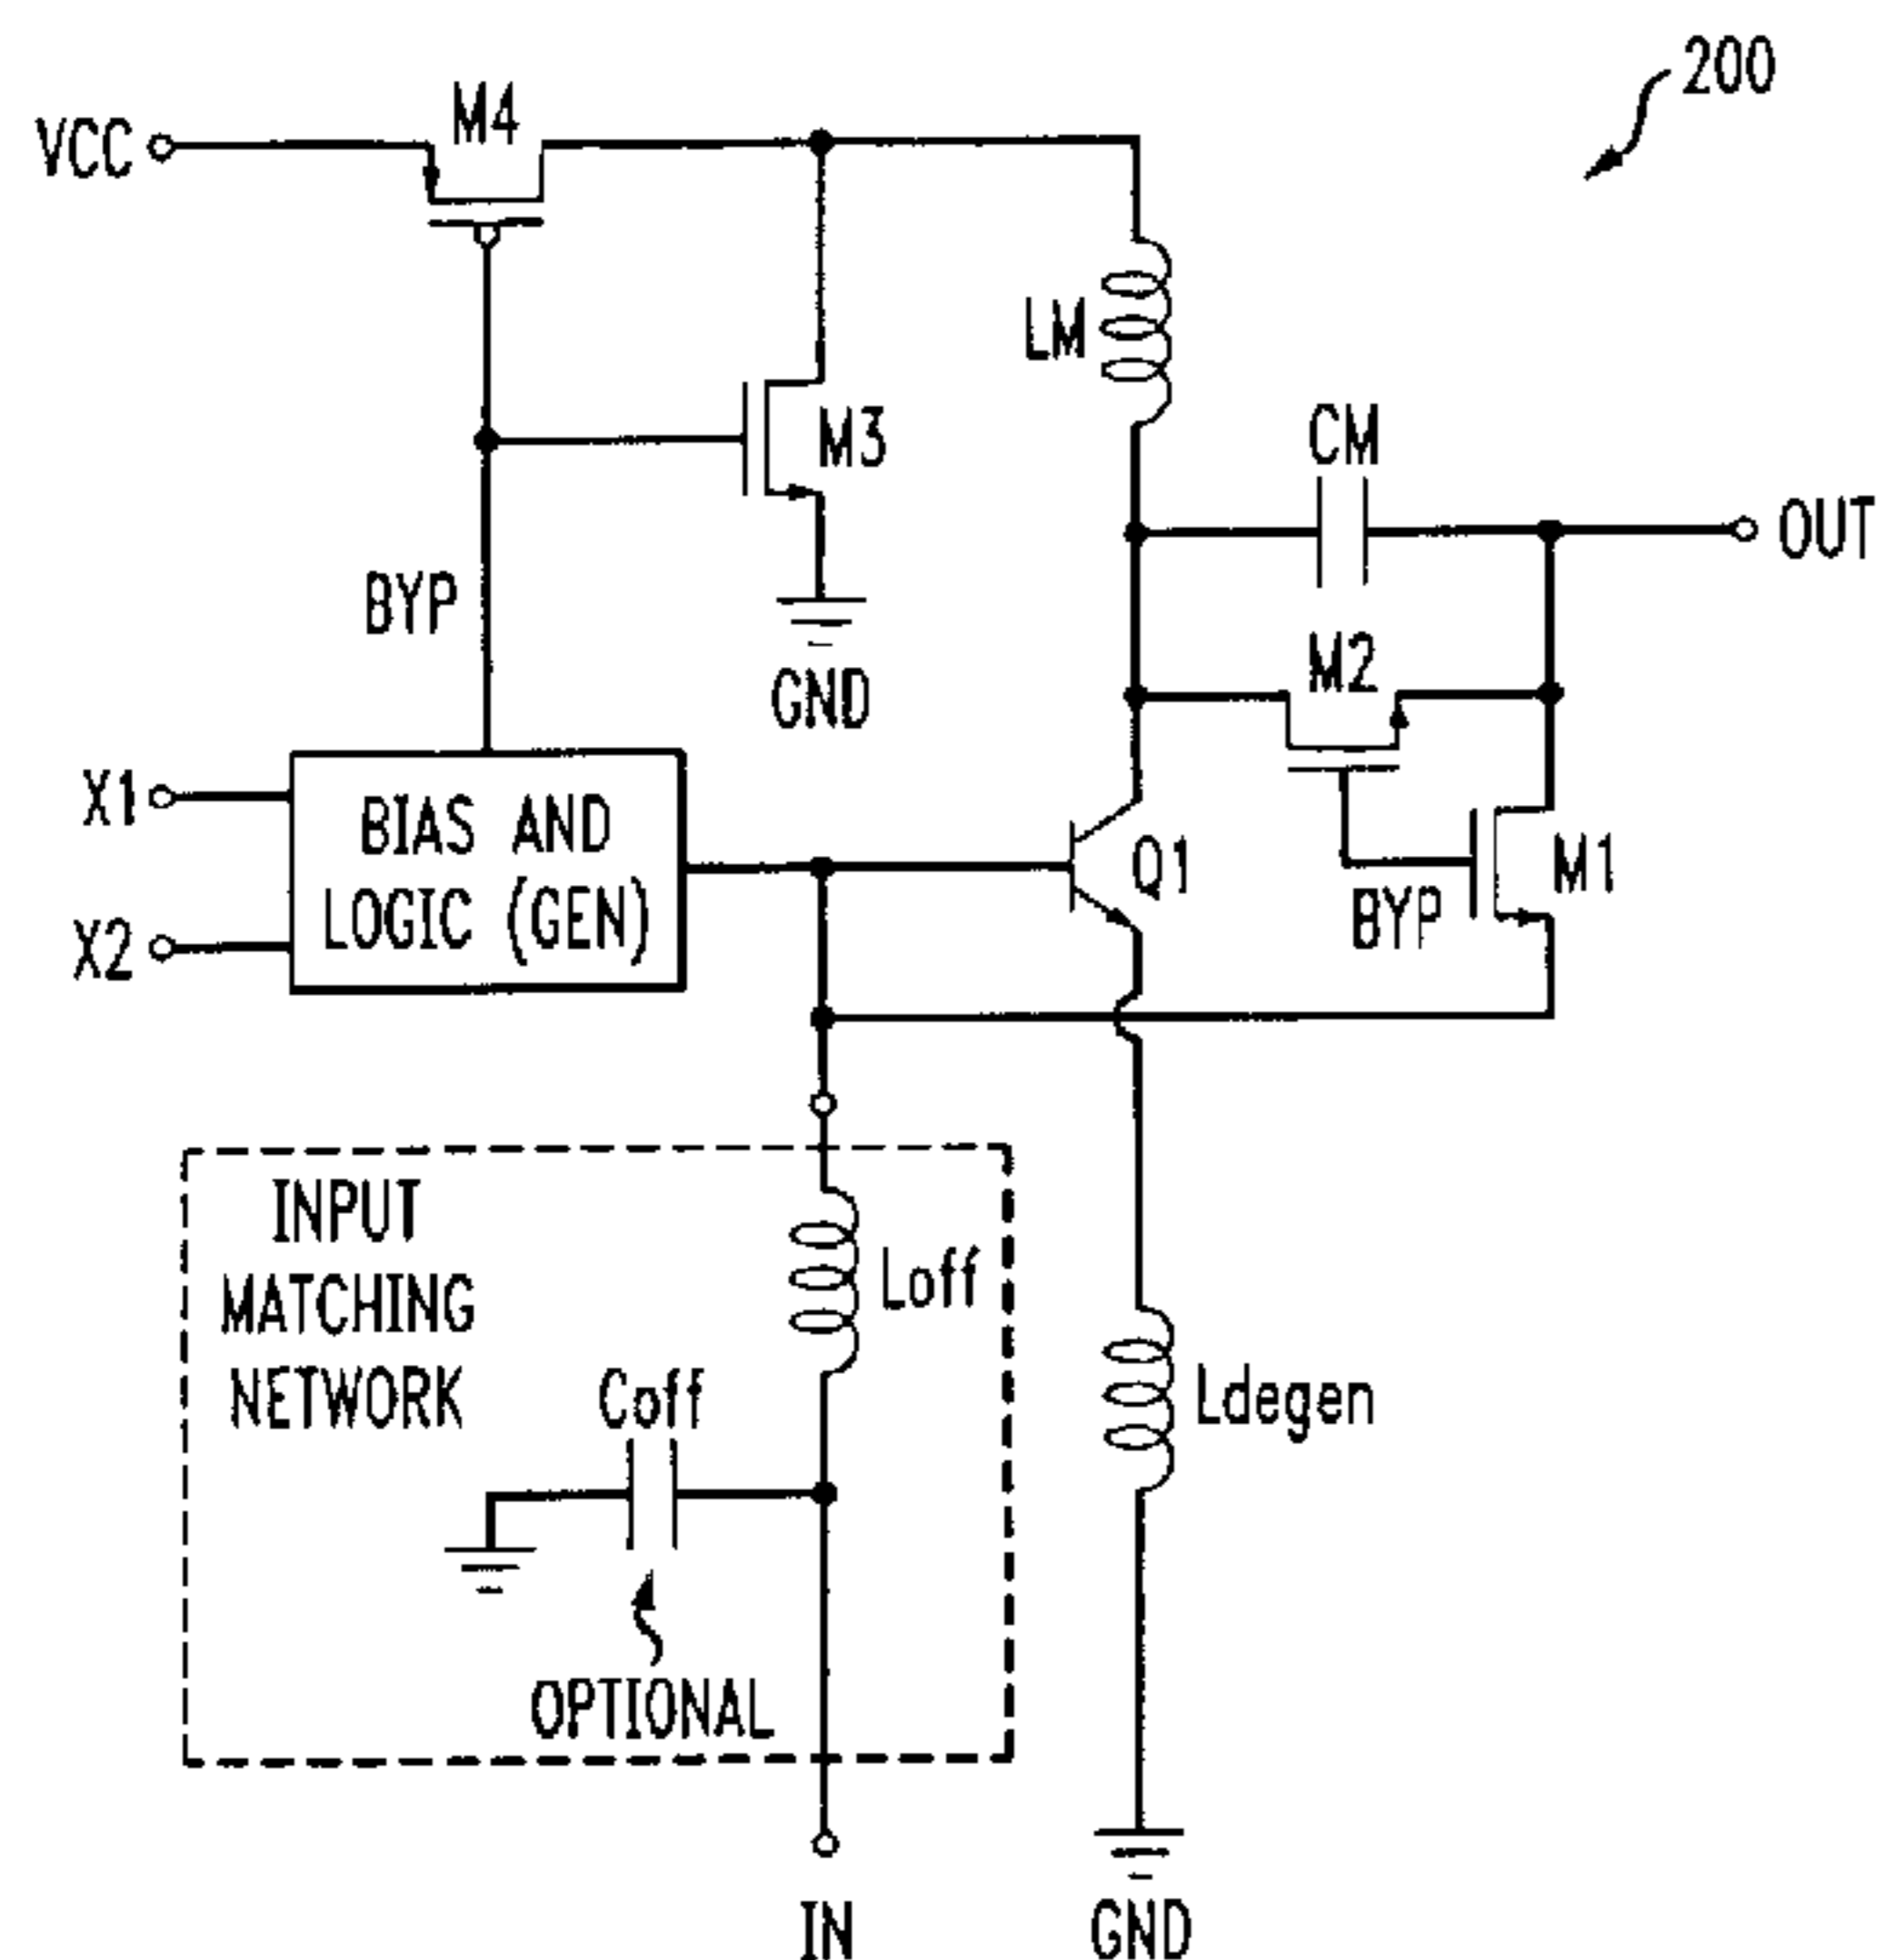 200
M4
VCC
LM
M3
CM
OUT
BYP
M2
GND
X1
BIAS AND
LOGIC (GEN)
Q1
M1
BYP
X2
INPUT
MATCHING
NETWORK
Loff
Coff
Ldegen
OPTIONAL
IN
GND